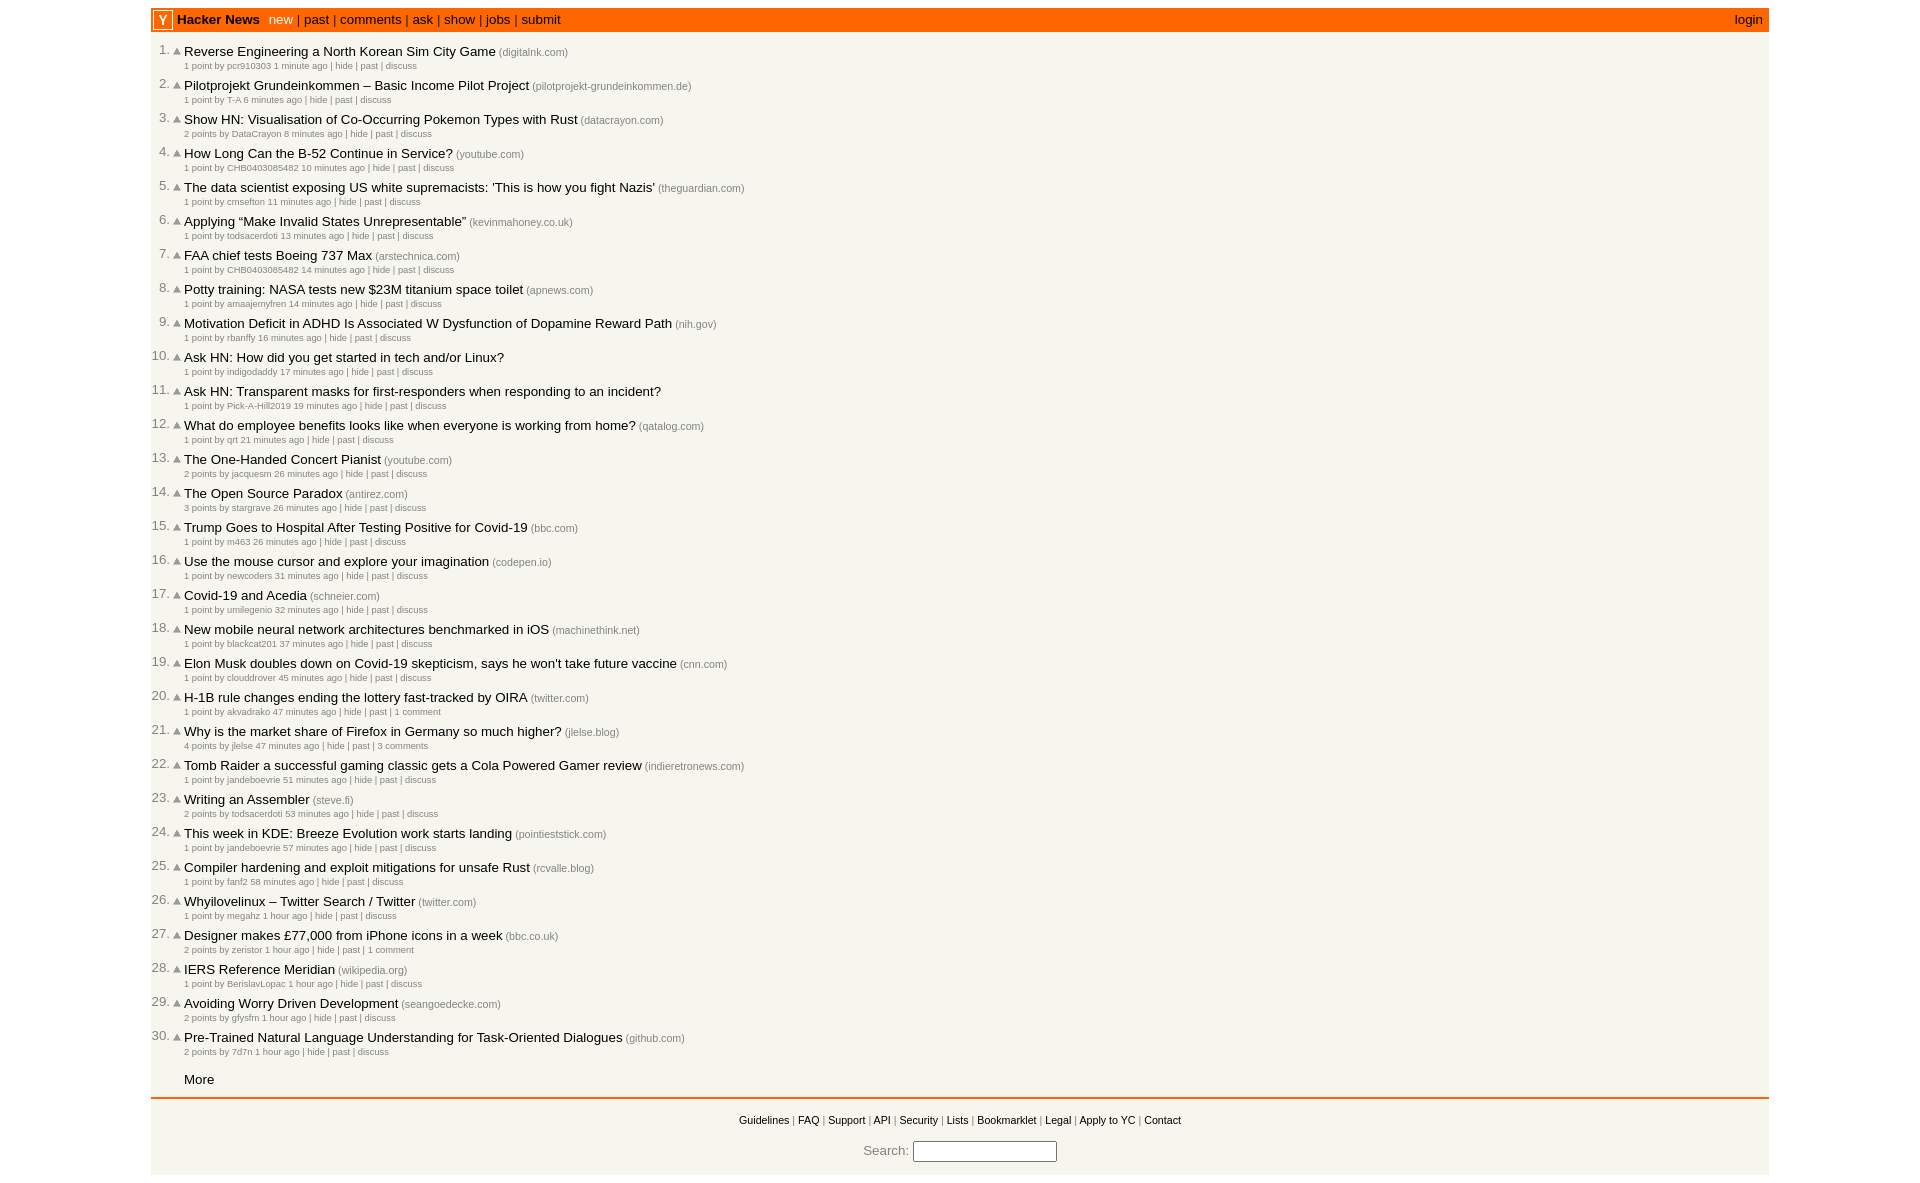 Y Hacker News new | past | comments | ask | show | jobs | submit login
1. Reverse Engineering a North Korean Sim City Game (digitalnk.com)
1 point by pcr910303 1 minute ago | hide | past | discuss
2. Pilotprojekt Grundeinkommen – Basic Income Pilot Project (pilotprojekt-grundeinkommen.de)
1 point by T-A 6 minutes ago | hide | past | discuss
3. Show HN: Visualisation of Co-Occurring Pokemon Types with Rust (datacrayon.com)
2 points by DataCrayon 8 minutes ago | hide | past | discuss
4. How Long Can the B-52 Continue in Service? (youtube.com)
1 point by CHB0403085482 10 minutes ago | hide | past | discuss
5. The data scientist exposing US white supremacists: 'This is how you fight Nazis' (theguardian.com)
1 point by cmsefton 11 minutes ago | hide | past | discuss
6. Applying “Make Invalid States Unrepresentable” (kevinmahoney.co.uk)
1 point by todsacerdoti 13 minutes ago | hide | past | discuss
7. FAA chief tests Boeing 737 Max (arstechnica.com)
1 point by CHB0403085482 14 minutes ago | hide | past | discuss
8. Potty training: NASA tests new $23M titanium space toilet (apnews.com)
1 point by amaajemyfren 14 minutes ago | hide | past | discuss
9. Motivation Deficit in ADHD Is Associated W Dysfunction of Dopamine Reward Path (nih.gov)
1 point by rbanffy 16 minutes ago | hide | past | discuss
10. Ask HN: How did you get started in tech and/or Linux?
1 point by indigodaddy 17 minutes ago | hide | past | discuss
11. Ask HN: Transparent masks for first-responders when responding to an incident?
1 point by Pick-A-Hill2019 19 minutes ago | hide | past | discuss
12. What do employee benefits looks like when everyone is working from home? (qatalog.com)
1 point by qrt 21 minutes ago | hide | past | discuss
13. The One-Handed Concert Pianist (youtube.com)
2 points by jacquesm 26 minutes ago | hide | past | discuss
14. The Open Source Paradox (antirez.com)
3 points by stargrave 26 minutes ago | hide | past | discuss
15. Trump Goes to Hospital After Testing Positive for Covid-19 (bbc.com)
1 point by m463 26 minutes ago | hide | past | discuss
16. Use the mouse cursor and explore your imagination (codepen.io)
1 point by newcoders 31 minutes ago | hide | past | discuss
17. Covid-19 and Acedia (schneier.com)
1 point by umilegenio 32 minutes ago | hide | past | discuss
18. New mobile neural network architectures benchmarked in iOS (machinethink.net)
1 point by blackcat201 37 minutes ago | hide | past | discuss
19. Elon Musk doubles down on Covid-19 skepticism, says he won't take future vaccine (cnn.com)
1 point by clouddrover 45 minutes ago | hide | past | discuss
20. H-1B rule changes ending the lottery fast-tracked by OIRA (twitter.com)
1 point by akvadrako 47 minutes ago | hide | past | 1 comment
21. Why is the market share of Firefox in Germany so much higher? (jlelse.blog)
4 points by jlelse 47 minutes ago | hide | past | 3 comments
22. Tomb Raider a successful gaming classic gets a Cola Powered Gamer review (indieretronews.com)
1 point by jandeboevrie 51 minutes ago | hide | past | discuss
23. Writing an Assembler (steve.fi)
2 points by todsacerdoti 53 minutes ago | hide | past | discuss
24. This week in KDE: Breeze Evolution work starts landing (pointieststick.com)
1 point by jandeboevrie 57 minutes ago | hide | past | discuss
25. Compiler hardening and exploit mitigations for unsafe Rust (rcvalle.blog)
1 point by fanf2 58 minutes ago | hide | past | discuss
26. Whyilovelinux – Twitter Search / Twitter (twitter.com)
1 point by megahz 1 hour ago | hide | past | discuss
27. Designer makes £77,000 from iPhone icons in a week (bbc.co.uk)
2 points by zeristor 1 hour ago | hide | past | 1 comment
28. IERS Reference Meridian (wikipedia.org)
1 point by BerislavLopac 1 hour ago | hide | past | discuss
29. Avoiding Worry Driven Development (seangoedecke.com)
2 points by gfysfm 1 hour ago | hide | past | discuss
30. Pre-Trained Natural Language Understanding for Task-Oriented Dialogues (github.com)
2 points by 7d7n 1 hour ago | hide | past | discuss
More
Guidelines | FAQ | Support | API | Security | Lists | Bookmarklet | Legal | Apply to YC | Contact
Search: